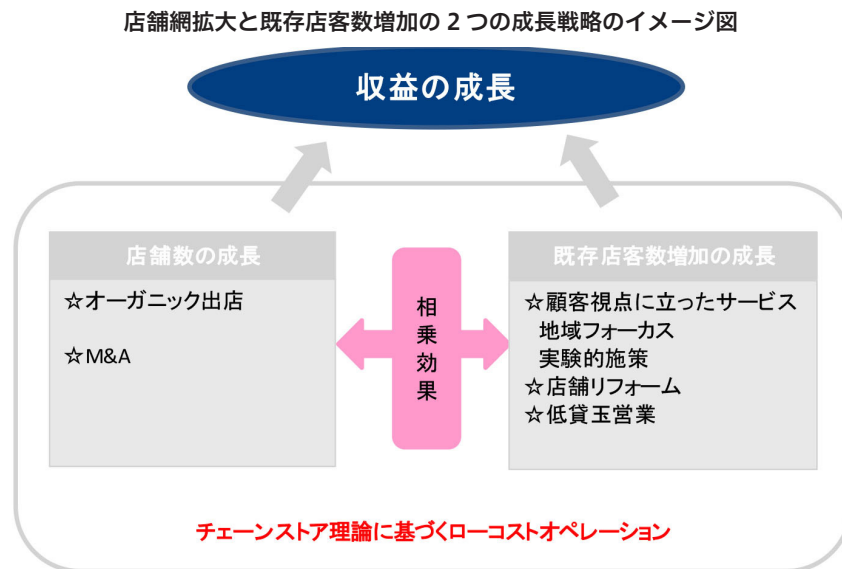 店舗網拡大と既存店客数増加の２つの成長戦略のイメージ図
収益の成長
店舗数の成長
☆オーガニック出店
☆M&A
相乗効果
既存店客数増加の成長
☆顧客視点に立ったサービス
地域フォーカス
実験的施策
☆店舗リフォーム
☆低貸玉営業
チェーンストア理論に基づくローコストオペレーション